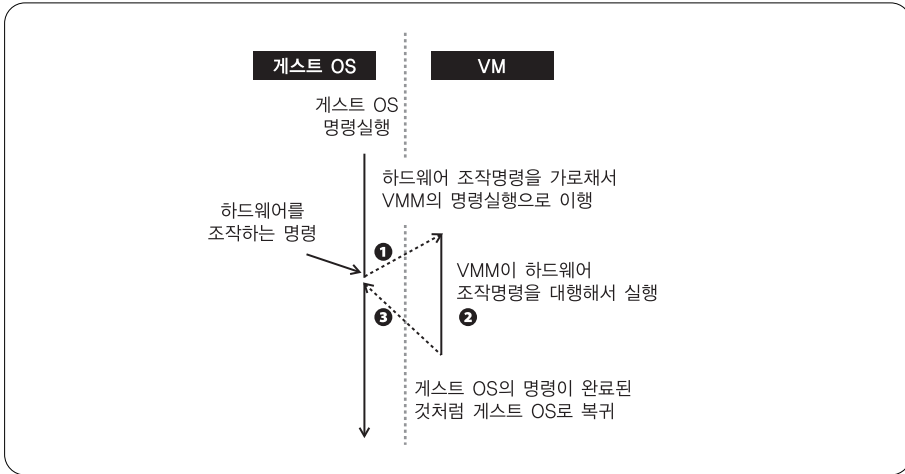 게스트 OS
VM
게스트 OS
명령실행
하드웨어 조작명령을 가로채서
VMM의 명령실행으로 이행
하드웨어를
조작하는 명령
❶
VMM이 하드웨어
조작명령을 대행해서 실행
❷
❸
게스트 OS의 명령이 완료된
것처럼 게스트 OS로 복귀